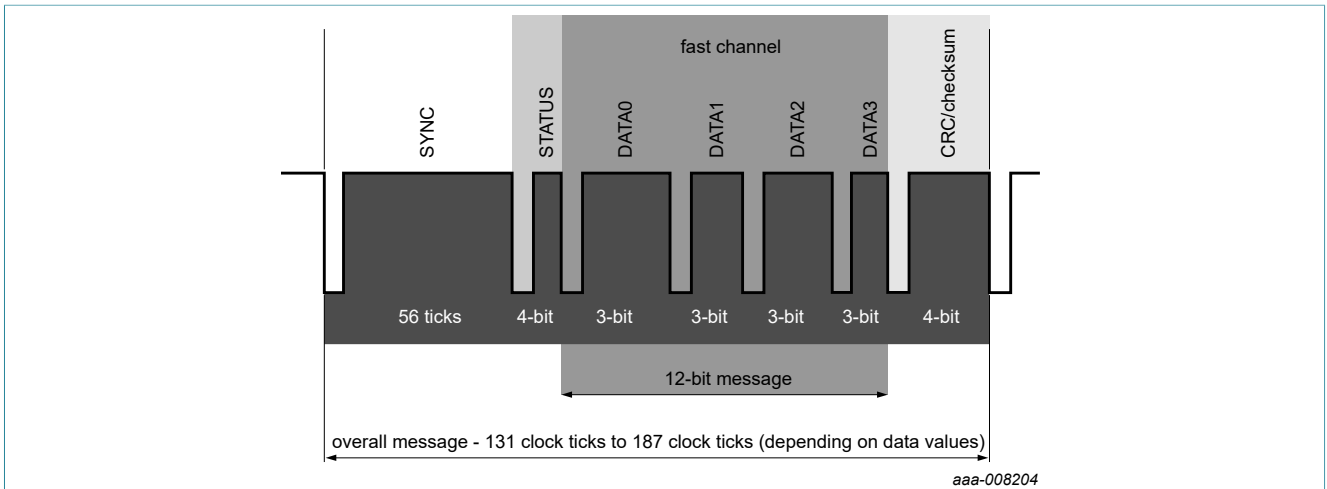 fast channel
SYNC
STATUS
DATA0
DATA1
DATA2
DATA3
CRC/checksum
56 ticks
4-bit
3-bit
3-bit
3-bit
3-bit
4-bit
12-bit message
overall message - 131 clock ticks to 187 clock ticks (depending on data values)
aaa-008204